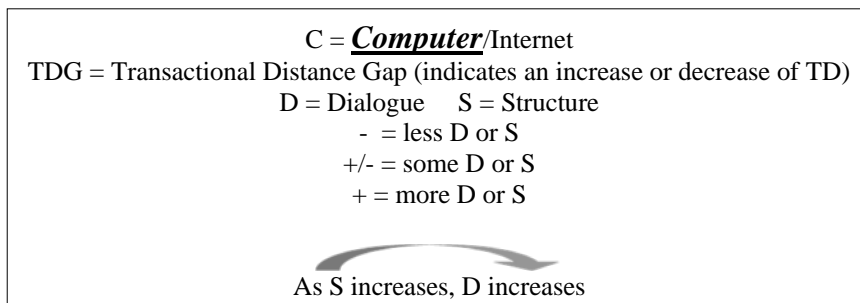 C = Computer/Internet
TDG = Transactional Distance Gap (indicates an increase or decrease of TD)
D = Dialogue S = Structure
- = less D or S
+/- = some D or S
+ = more D or S
As S increases, D increases